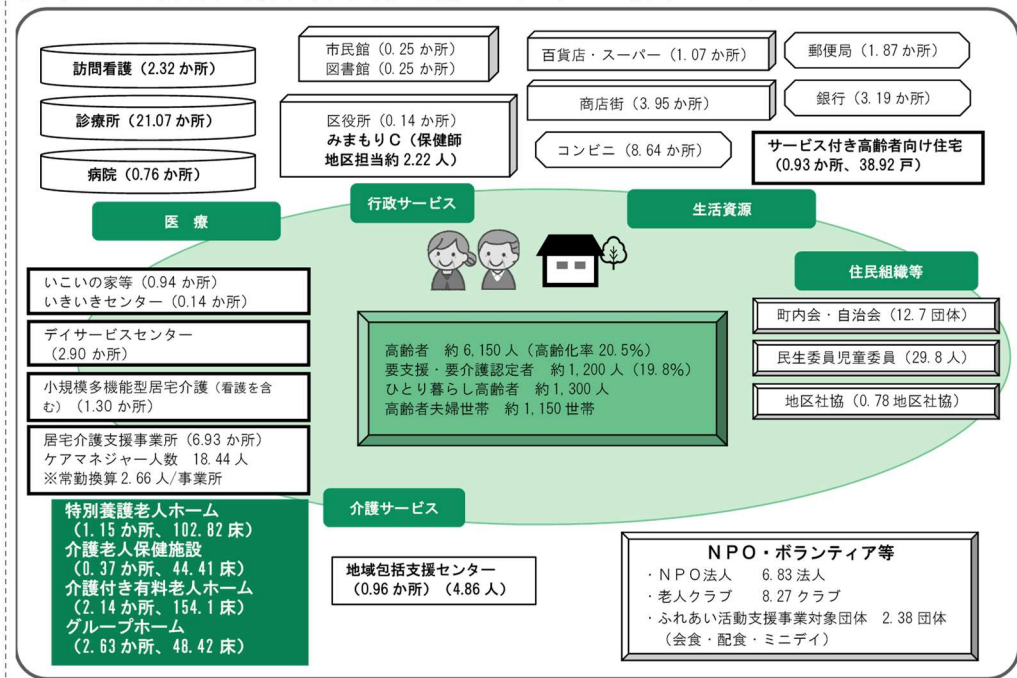 訪問看護（2.32 か所）
診療所（21.07 か所）
病院（0.76 か所）
医　療
市民館（0.25 か所）
図書館（0.25 か所）
区役所（0.14 か所）
みまもりＣ（保健師
地区担当約 2.22 人）
行政サービス
百貨店・スーパー（1.07 か所）
商店街（3.95 か所）
コンビニ（8.64 か所）
郵便局（1.87 か所）
銀行（3.19 か所）
サービス付き高齢者向け住宅
（0.93 か所、38.92 戸）
生活資源
住民組織等
町内会・自治会（12.7 団体）
民生委員児童委員（29.8 人）
地区社協（0.78 地区社協）
高齢者　約 6,150 人（高齢化率 20.5％）
要支援・要介護認定者　約 1,200 人（19.8％）
ひとり暮らし高齢者　約 1,300 人
高齢者夫婦世帯　約 1,150 世帯
いこいの家等（0.94 か所）
いきいきセンター（0.14 か所）
デイサービスセンター
（2.90 か所）
小規模多機能型居宅介護（看護を含
む）（1.30 か所）
居宅介護支援事業所（6.93 か所）
ケアマネジャー人数　18.44 人
※常勤換算 2.66 人/事業所
特別養護老人ホーム
（1.15 か所、102.82 床）
介護老人保健施設
（0.37 か所、44.41 床）
介護付き有料老人ホーム
（2.14 か所、154.1 床）
グループホーム
（2.63 か所、48.42 床）
介護サービス
地域包括支援センター
（0.96 か所）（4.86 人）
ＮＰＯ・ボランティア等
・ＮＰＯ法人　6.83 法人
・老人クラブ　8.27 クラブ
・ふれあい活動支援事業対象団体　2.38 団体
（会食・配食・ミニデイ）